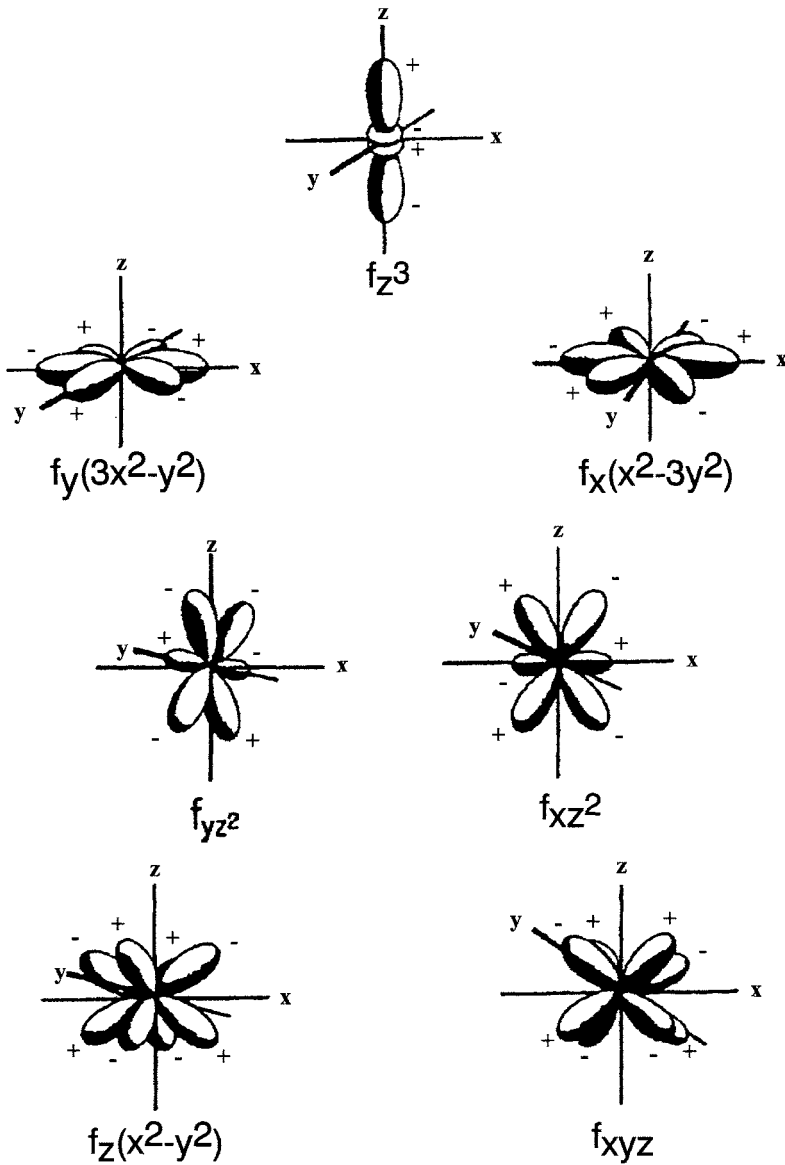 z
+
-
x
+
y
-
f_z³
z z
+ - + + - +
- x - x
y + - y + -
f_y(3x²-y²) f_x(x²-3y²)
z z
- - + -
y + - x y + x
-
- + + -
f_yz² f_xz²
z z
- + + - y - + + -
y x x
+ - - + + - - +
f_z(x²-y²) f_xyz